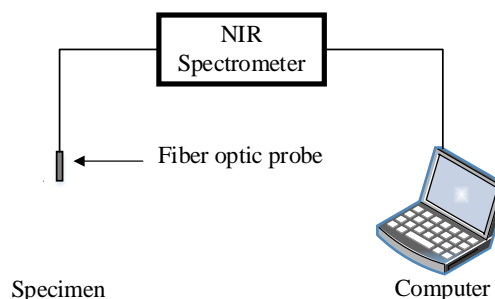 NIR
Spectrometer
Fiber optic probe
Specimen
Computer